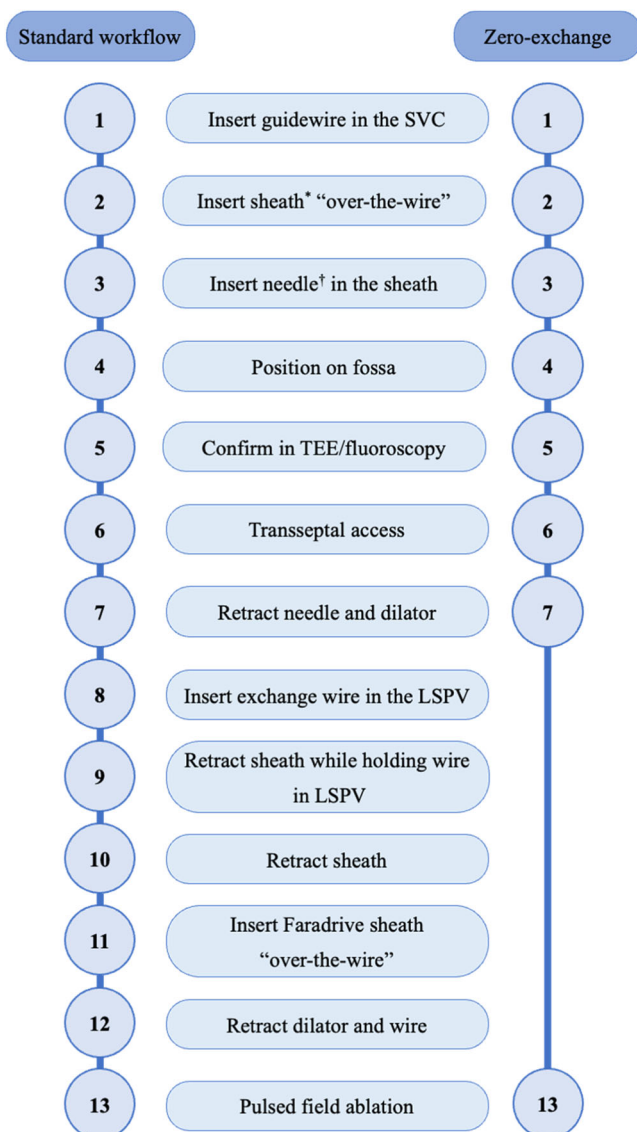 Standard workflow Zero-exchange
1 Insert guidewire in the SVC 1
2 Insert sheath* “over-the-wire” 2
3 Insert needle† in the sheath 3
4 Position on fossa 4
5 Confirm in TEE/fluoroscopy 5
6 Transseptal access 6
7 Retract needle and dilator 7
8 Insert exchange wire in the LSPV
9 Retract sheath while holding wire
in LSPV
10 Retract sheath
11 Insert Faradrive sheath
“over-the-wire”
12 Retract dilator and wire
13 Pulsed field ablation 13